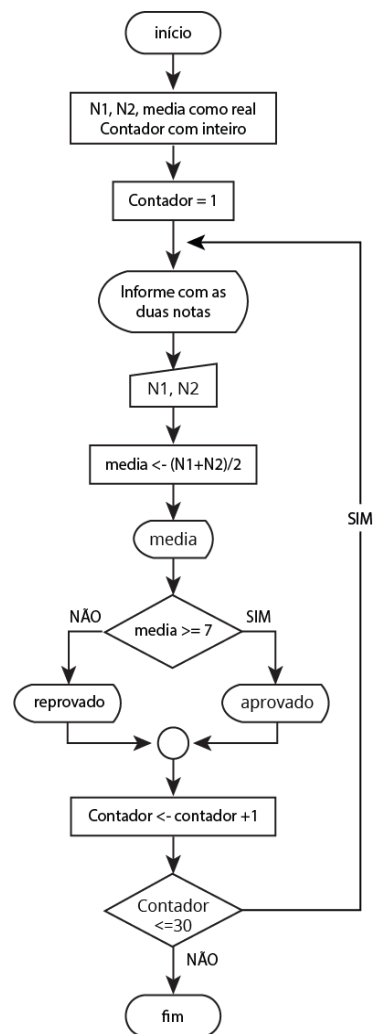 início
N1, N2, media como real
Contador com inteiro
Contador = 1
Informe com as
duas notas
N1, N2
media <- (N1+N2)/2
media
NÃO
media >= 7
SIM
reprovado
aprovado
Contador <- contador +1
Contador
<=30
SIM
NÃO
fim